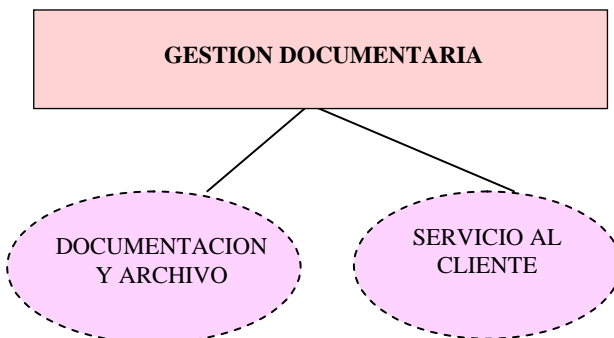 GESTION DOCUMENTARIA
DOCUMENTACION
Y ARCHIVO
SERVICIO AL
CLIENTE